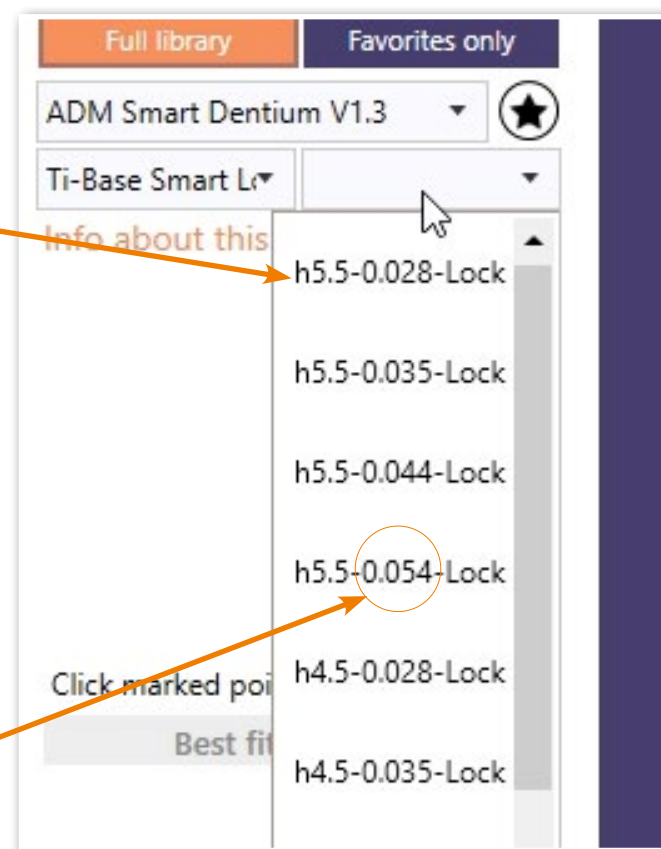 Full library Favorites only
ADM Smart Dentium V1.3
Ti-Base Smart
Info about this
h5.5-0.028-Lock
h5.5-0.035-Lock
h5.5-0.044-Lock
h5.5-0.054-Lock
Click marked poi h4.5-0.028-Lock
Best fit
h4.5-0.035-Lock